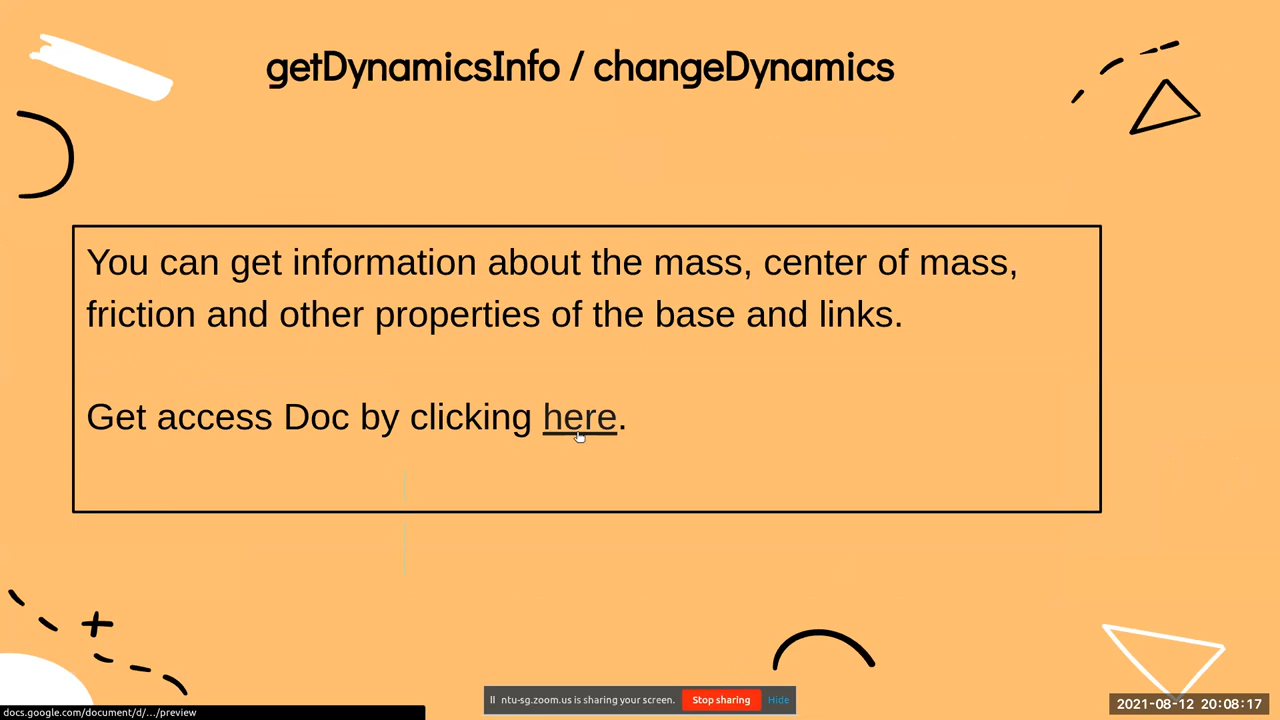 getDynamicsInfo / changeDynamics
You can get information about the mass, center of mass,
friction and other properties of the base and links.
Get access Doc by clicking here.
ntu-sg.zoom.us is sharing your screen. Stop sharing Hide
docs.google.com/document/d/…/preview
2021-08-12 20:08:17